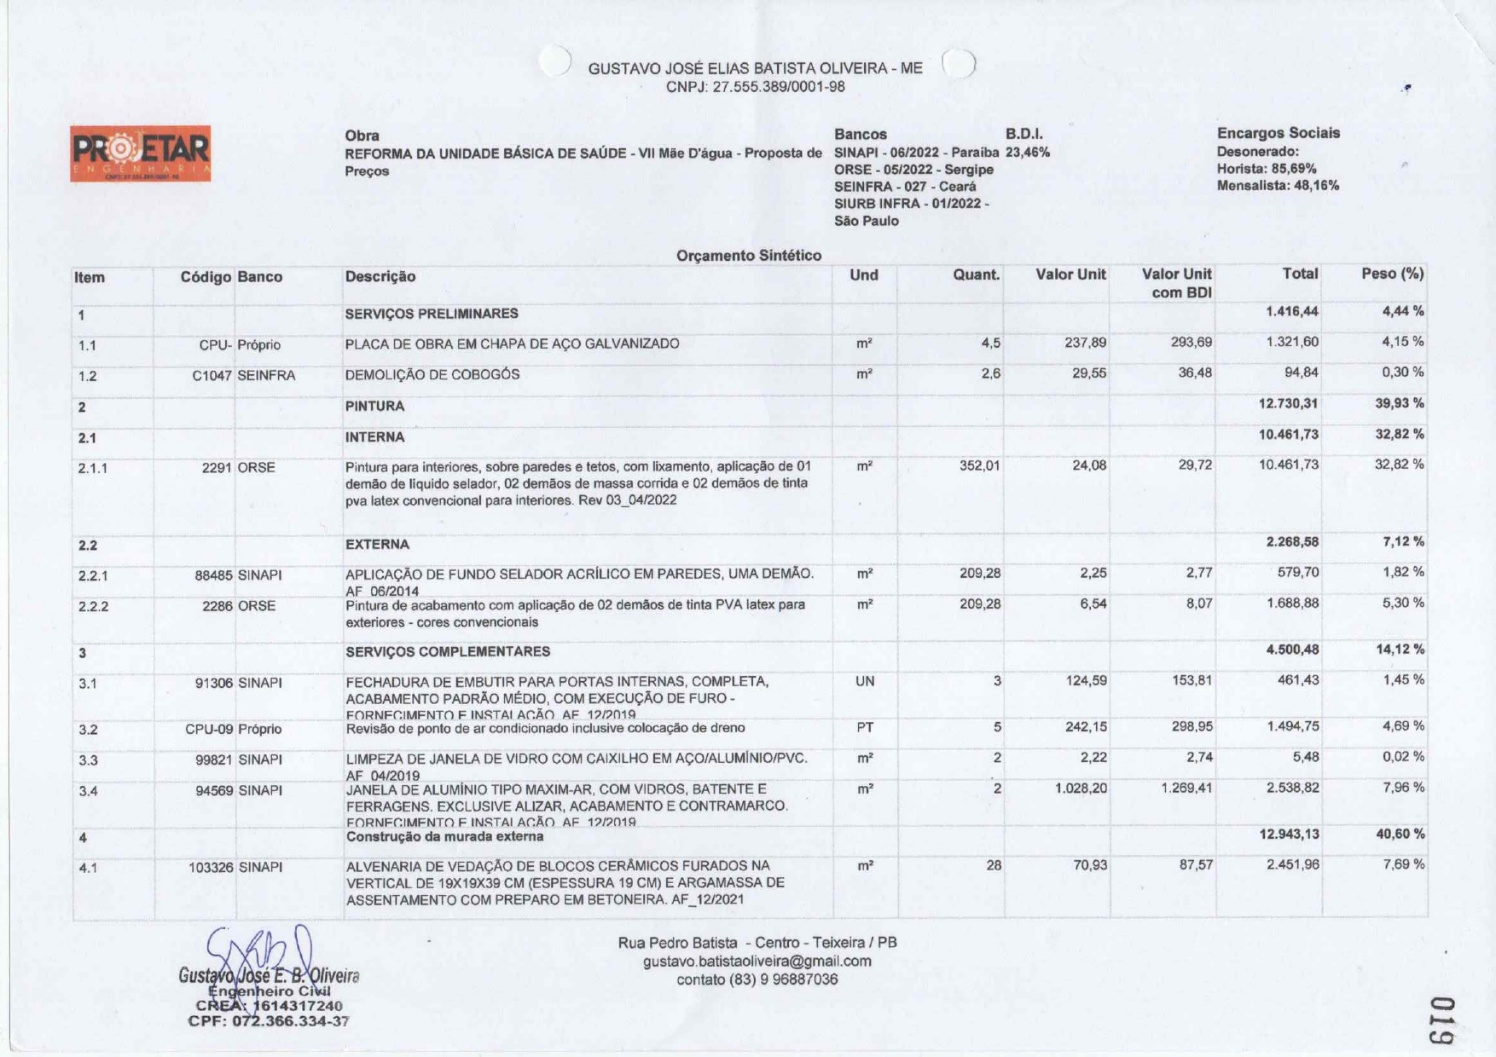 GUSTAVO JOSÉ ELIAS BATISTA OLIVEIRA - ME
CNPJ: 27.555.389/0001-98
PROJETAR
ENGENHARIA
Obra
REFORMA DA UNIDADE BÁSICA DE SAÚDE - VII Mãe D'água - Proposta de
Preços
Bancos B.D.I.
SINAPI - 06/2022 - Paraíba 23,46%
ORSE - 05/2022 - Sergipe
SEINFRA - 027 - Ceará
SIURB INFRA - 01/2022 -
São Paulo
Encargos Sociais
Desonerado:
Horista: 85,69%
Mensalista: 48,16%
Orçamento Sintético
Item Código Banco Descrição Und Quant. Valor Unit Valor Unit com BDI Total Peso (%)
1 SERVIÇOS PRELIMINARES 1.416,44 4,44 %
1.1 CPU- Próprio PLACA DE OBRA EM CHAPA DE AÇO GALVANIZADO m² 4,5 237,89 293,69 1.321,60 4,15 %
1.2 C1047 SEINFRA DEMOLIÇÃO DE COBOGÓS m² 2,6 29,55 36,48 94,84 0,30 %
2 PINTURA 12.730,31 39,93 %
2.1 INTERNA 10.461,73 32,82 %
2.1.1 2291 ORSE Pintura para interiores, sobre paredes e tetos, com lixamento, aplicação de 01 m² 352,01 24,08 29,72 10.461,73 32,82 %
demão de líquido selador, 02 demãos de massa corrida e 02 demãos de tinta
pva latex convencional para interiores. Rev 03_04/2022
2.2 EXTERNA 2.268,58 7,12 %
2.2.1 88485 SINAPI APLICAÇÃO DE FUNDO SELADOR ACRÍLICO EM PAREDES, UMA DEMÃO. m² 209,28 2,25 2,77 579,70 1,82 %
AF_06/2014
2.2.2 2286 ORSE Pintura de acabamento com aplicação de 02 demãos de tinta PVA latex para m² 209,28 6,54 8,07 1.688,88 5,30 %
exteriores - cores convencionais
3 SERVIÇOS COMPLEMENTARES 4.500,48 14,12 %
3.1 91306 SINAPI FECHADURA DE EMBUTIR PARA PORTAS INTERNAS, COMPLETA, UN 3 124,59 153,81 461,43 1,45 %
ACABAMENTO PADRÃO MÉDIO, COM EXECUÇÃO DE FURO -
FORNECIMENTO E INSTALAÇÃO. AF_12/2019
3.2 CPU-09 Próprio Revisão de ponto de ar condicionado inclusive colocação de dreno PT 5 242,15 298,95 1.494,75 4,69 %
3.3 99821 SINAPI LIMPEZA DE JANELA DE VIDRO COM CAIXILHO EM AÇO/ALUMÍNIO/PVC. m² 2 2,22 2,74 5,48 0,02 %
AF_04/2019
3.4 94569 SINAPI JANELA DE ALUMÍNIO TIPO MAXIM-AR, COM VIDROS, BATENTE E m² 2 1.028,20 1.269,41 2.538,82 7,96 %
FERRAGENS. EXCLUSIVE ALIZAR, ACABAMENTO E CONTRAMARCO.
FORNECIMENTO E INSTALAÇÃO. AF_12/2019
4 Construção da murada externa 12.943,13 40,60 %
4.1 103326 SINAPI ALVENARIA DE VEDAÇÃO DE BLOCOS CERÂMICOS FURADOS NA m² 28 70,93 87,57 2.451,96 7,69 %
VERTICAL DE 19X19X39 CM (ESPESSURA 19 CM) E ARGAMASSA DE
ASSENTAMENTO COM PREPARO EM BETONEIRA. AF_12/2021
Gustavo José E. B. Oliveira
Engenheiro Civil
CREA: 1614317240
CPF: 072.366.334-37
Rua Pedro Batista - Centro - Teixeira / PB
gustavo.batistaoliveira@gmail.com
contato (83) 9 96887036
019